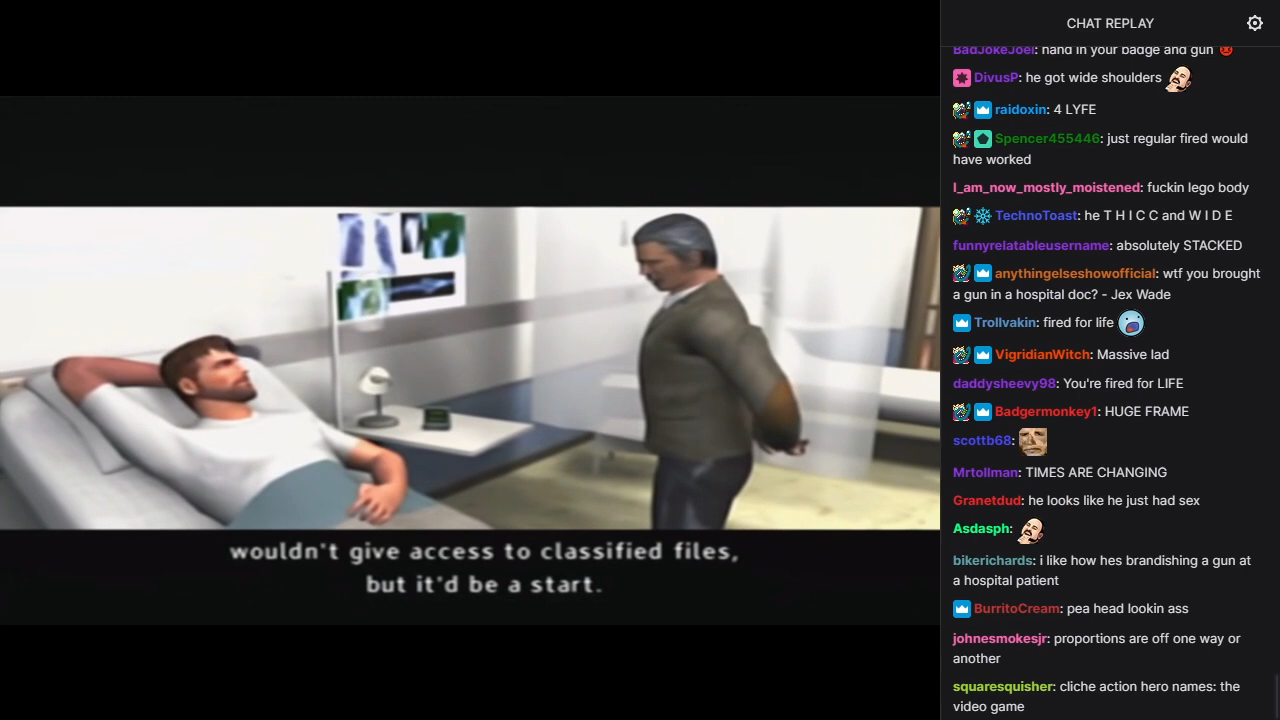 wouldn't give access to classified files,
but it'd be a start.
CHAT REPLAY
BadJokeJoel: hand in your badge and gun
DivusP: he got wide shoulders
raidoxin: 4 LYFE
Spencer455446: just regular fired would
have worked
I_am_now_mostly_moistened: fuckin lego body
TechnoToast: he T H I C C and W I D E
funnyrelatableusername: absolutely STACKED
anythingelseshowofficial: wtf you brought
a gun in a hospital doc? - Jex Wade
Trollvakin: fired for life
VigridianWitch: Massive lad
daddysheevy98: You're fired for LIFE
Badgermonkey1: HUGE FRAME
scottb68:
Mrtollman: TIMES ARE CHANGING
Granetdud: he looks like he just had sex
Asdasph:
bikerichards: i like how hes brandishing a gun at
a hospital patient
BurritoCream: pea head lookin ass
johnesmokesjr: proportions are off one way or
another
squaresquisher: cliche action hero names: the
video game